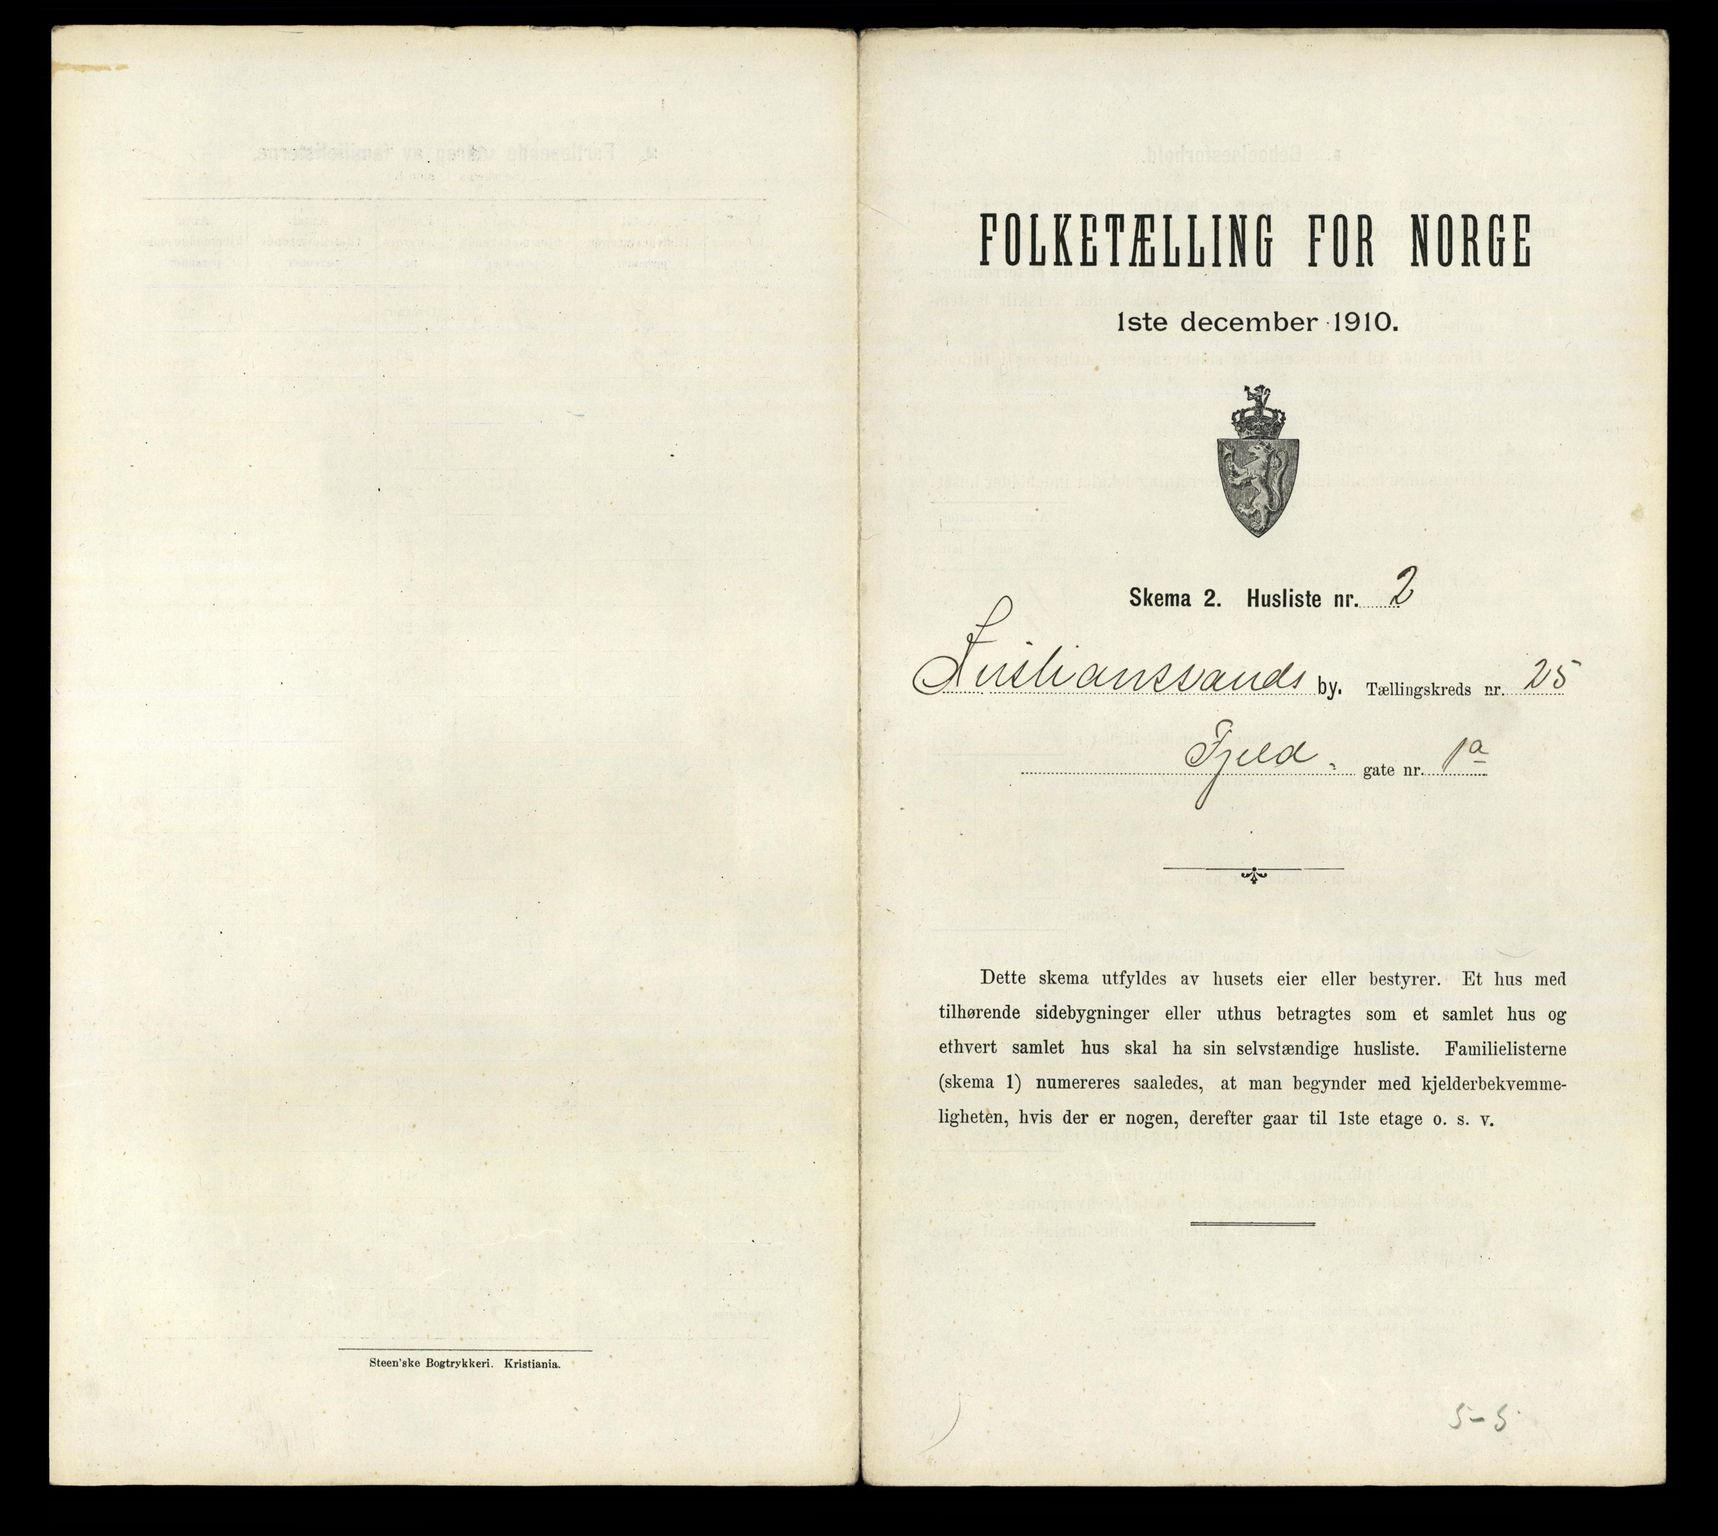 Steen'ske Bogtrykkeri. Kristiania.
FOLKETÆLLING FOR NORGE
1ste december 1910.
Skema 2. Husliste nr. 2
Kristianssands by. Tællingskreds nr. 25
Fjeld- gate nr. 1a
Dette skema utfyldes av husets eier eller bestyrer. Et hus med
tilhørende sidebygninger eller uthus betragtes som et samlet hus og
ethvert samlet hus skal ha sin selvstændige husliste. Familielisterne
(skema 1) numereres saaledes, at man begynder med kjelderbekvemme-
ligheten, hvis der er nogen, derefter gaar til 1ste etage o. s. v.
5-5